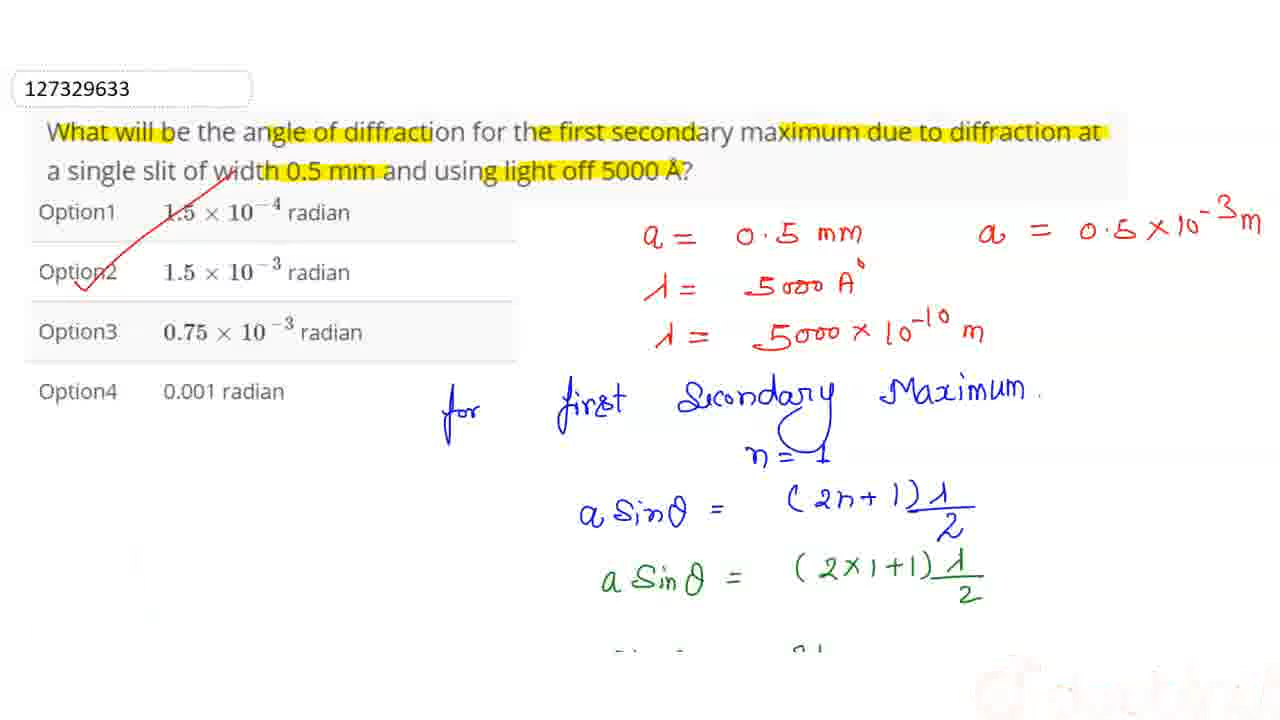 127329633
What will be the angle of diffraction for the first secondary maximum due to diffraction at
a single slit of width 0.5 mm and using light off 5000 Å?
Option1 1.5 × 10⁻⁴ radian
Option2 1.5 × 10⁻³ radian
Option3 0.75 × 10⁻³ radian
Option4 0.001 radian
a = 0.5 mm a = 0.5 × 10⁻³ m
λ = 5000 A°
λ = 5000 × 10⁻¹⁰ m
for first Secondary Maximum.
n = 1
a Sinθ = (2n + 1) λ/2
a Sinθ = (2 × 1 + 1) λ/2